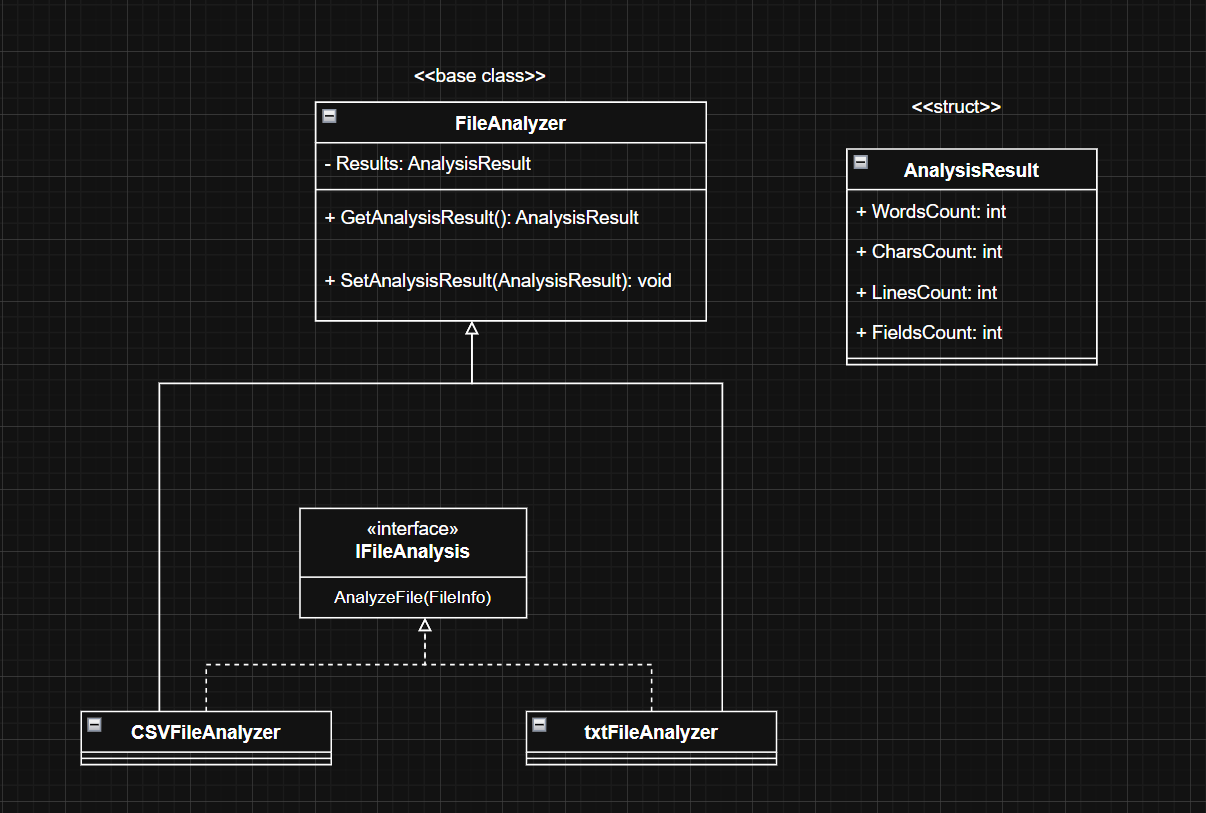 <<base class>>
FileAnalyzer
- Results: AnalysisResult
+ GetAnalysisResult(): AnalysisResult
+ SetAnalysisResult(AnalysisResult): void
<<struct>>
AnalysisResult
+ WordsCount: int
+ CharsCount: int
+ LinesCount: int
+ FieldsCount: int
«interface»
IFileAnalysis
AnalyzeFile(FileInfo)
CSVFileAnalyzer
txtFileAnalyzer